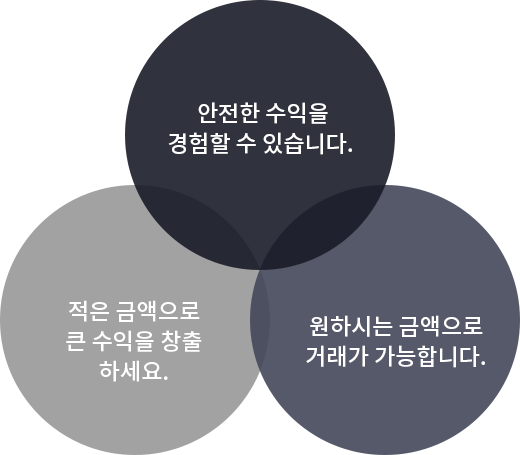 안전한 수익을
경험할 수 있습니다.
적은 금액으로
큰 수익을 창출
하세요.
원하시는 금액으로
거래가 가능합니다.